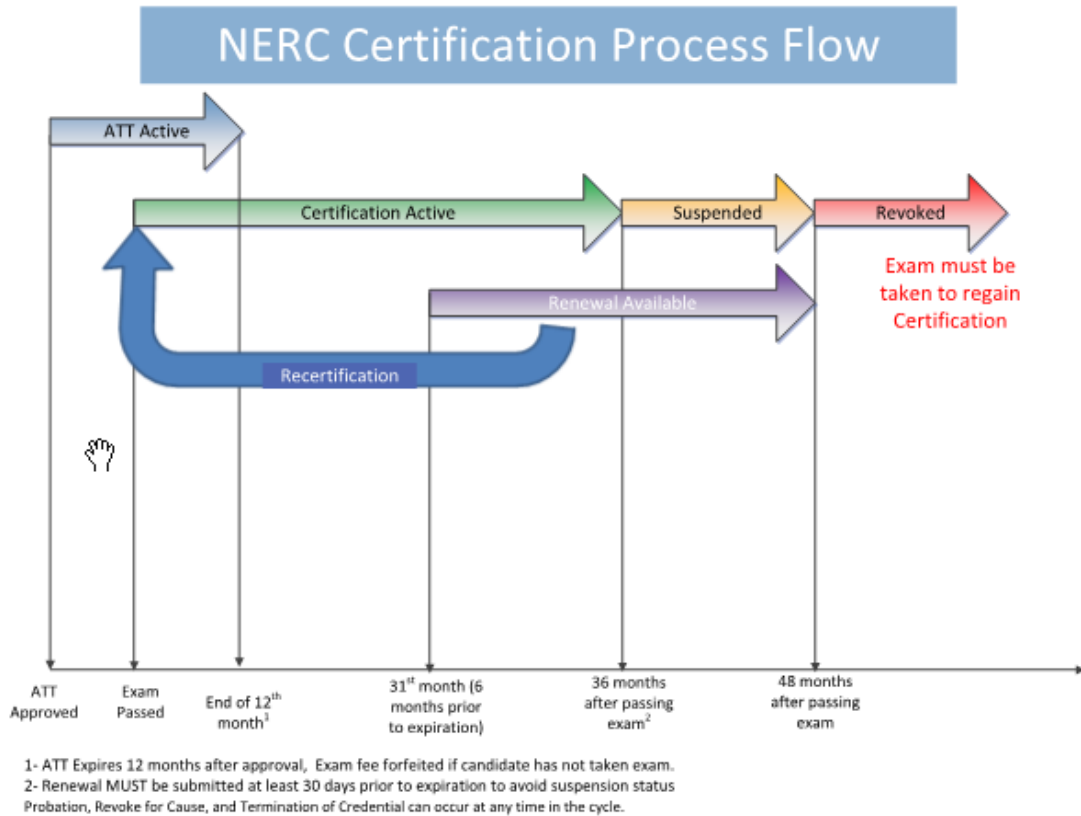 NERC Certification Process Flow
ATT Active
Certification Active
Suspended
Revoked
Exam must be
taken to regain
Certification
Renewal Available
Recertification
ATT
Approved
Exam
Passed
End of 12th
month1
31st month (6
months prior
to expiration)
36 months
after passing
exam2
48 months
after passing
exam
1- ATT Expires 12 months after approval, Exam fee forfeited if candidate has not taken exam.
2- Renewal MUST be submitted at least 30 days prior to expiration to avoid suspension status
Probation, Revoke for Cause, and Termination of Credential can occur at any time in the cycle.